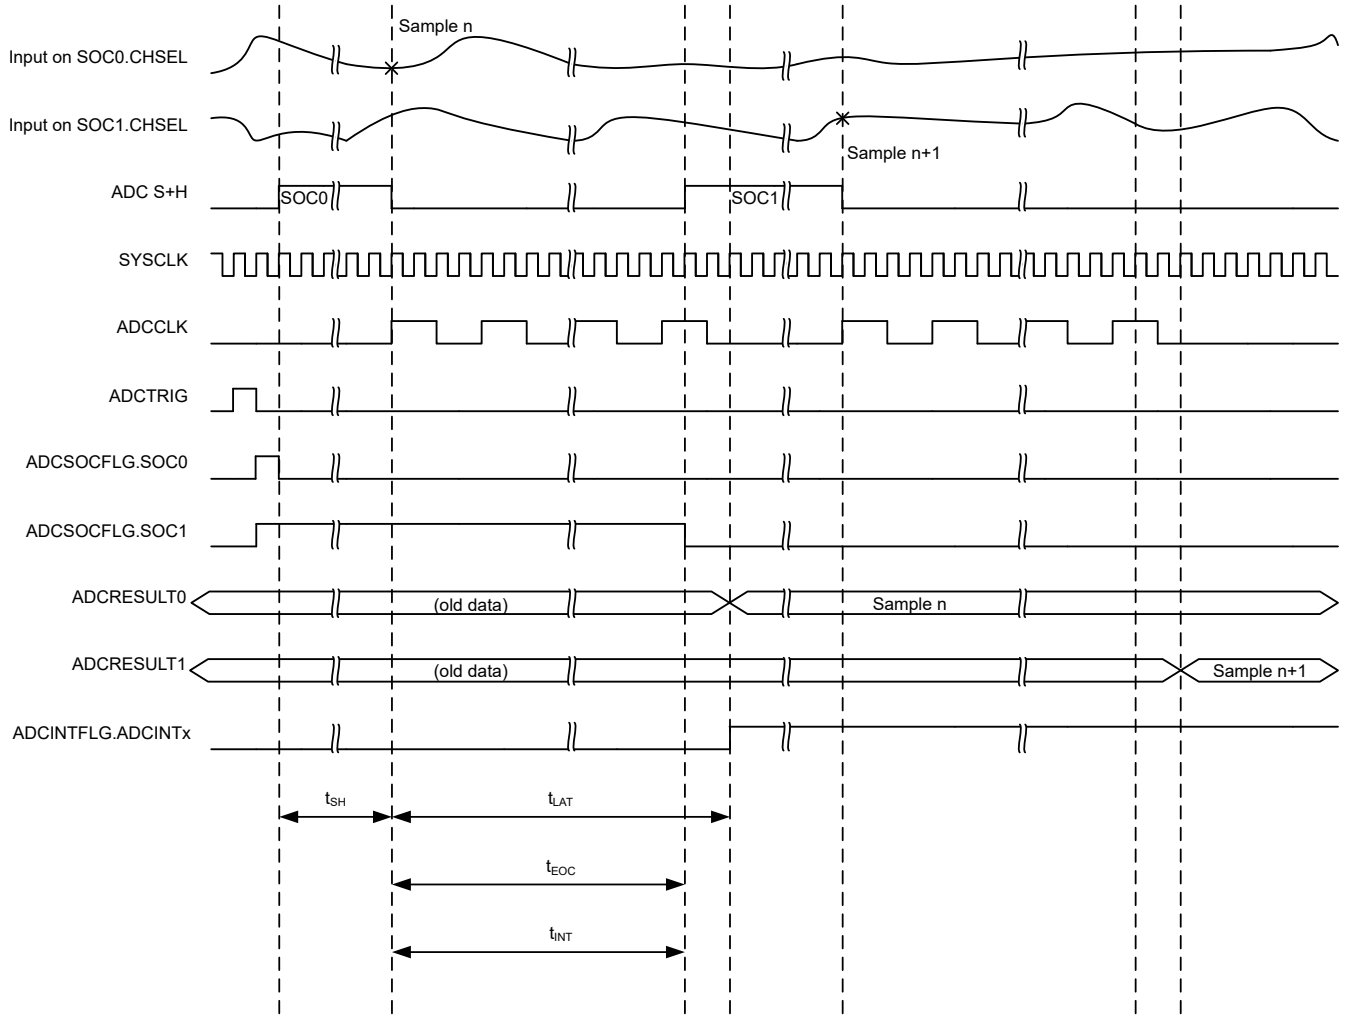 Sample n
Input on SOC0.CHSEL
Input on SOC1.CHSEL
Sample n+1
ADC S+H
SOC0
SOC1
SYSCLK
ADCCLK
ADCTRIG
ADCSOCFLG.SOC0
ADCSOCFLG.SOC1
ADCRESULT0
(old data)
Sample n
ADCRESULT1
(old data)
Sample n+1
ADCINTFLG.ADCINTx
tSH
tLAT
tEOC
tINT